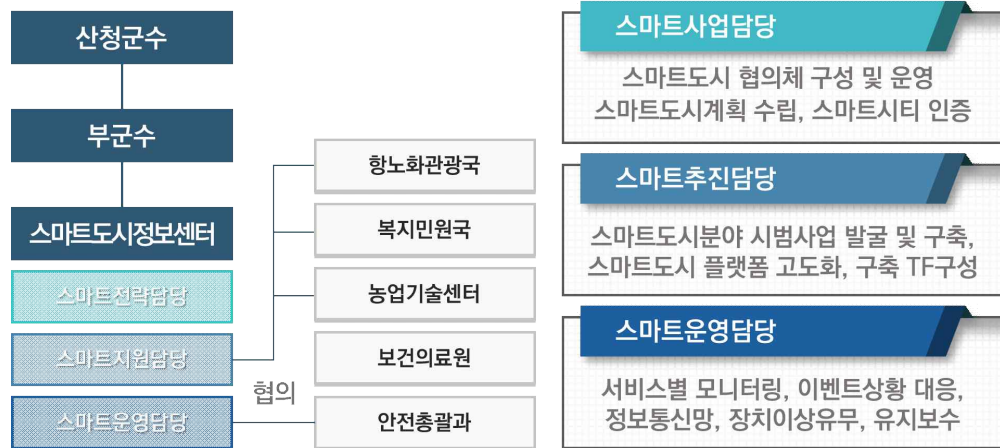 산청군수
부군수
스마트도시정보센터
스마트전략담당
스마트지원담당
스마트운영담당
협의
항노화관광국
복지민원국
농업기술센터
보건의료원
안전총괄과
스마트사업담당
스마트도시 협의체 구성 및 운영
스마트도시계획 수립, 스마트시티 인증
스마트추진담당
스마트도시분야 시범사업 발굴 및 구축,
스마트도시 플랫폼 고도화, 구축 TF구성
스마트운영담당
서비스별 모니터링, 이벤트상황 대응,
정보통신망, 장치이상유무, 유지보수